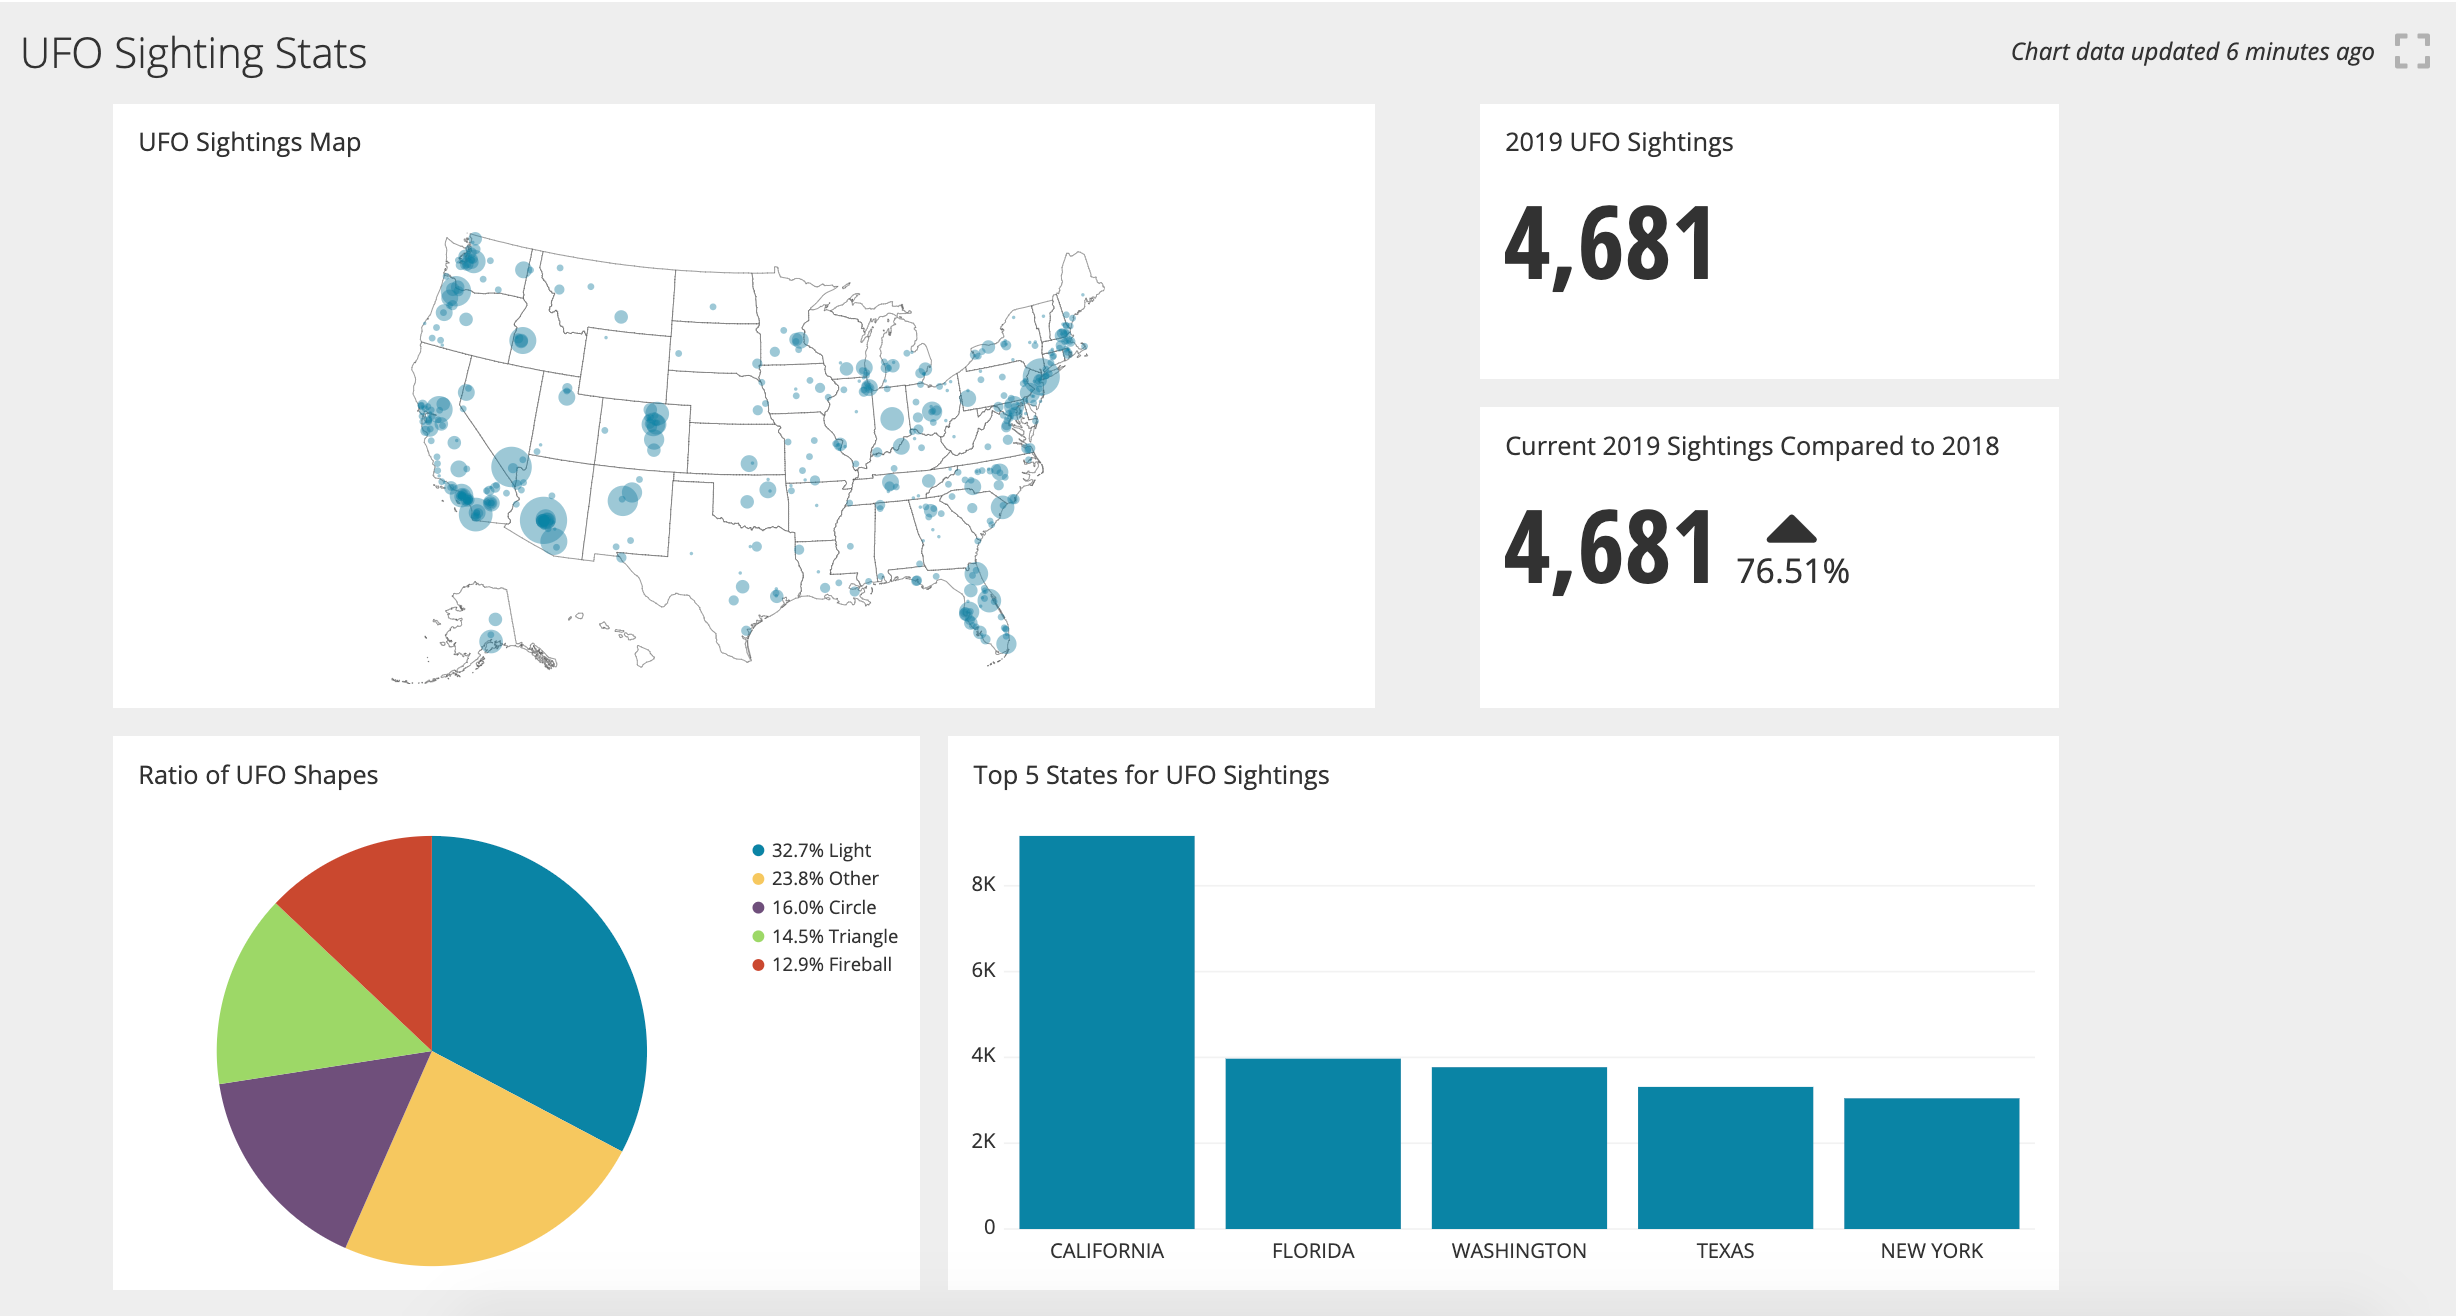 UFO Sighting Stats
Chart data updated 6 minutes ago
UFO Sightings Map
2019 UFO Sightings
4,681
Current 2019 Sightings Compared to 2018
4,681
76.51%
Ratio of UFO Shapes
32.7% Light
23.8% Other
16.0% Circle
14.5% Triangle
12.9% Fireball
Top 5 States for UFO Sightings
8K
6K
4K
2K
0
CALIFORNIA
FLORIDA
WASHINGTON
TEXAS
NEW YORK